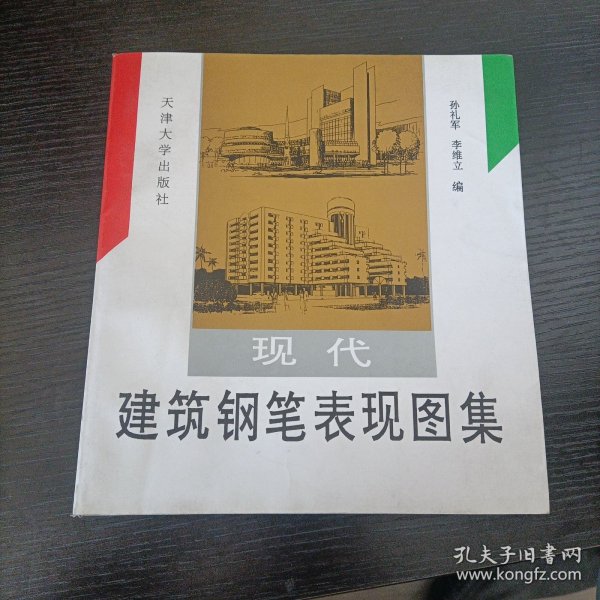 天津大学出版社
孙礼军 李维立 编
现代
建筑钢笔表现图集
孔夫子旧书网
www.kongfz.com